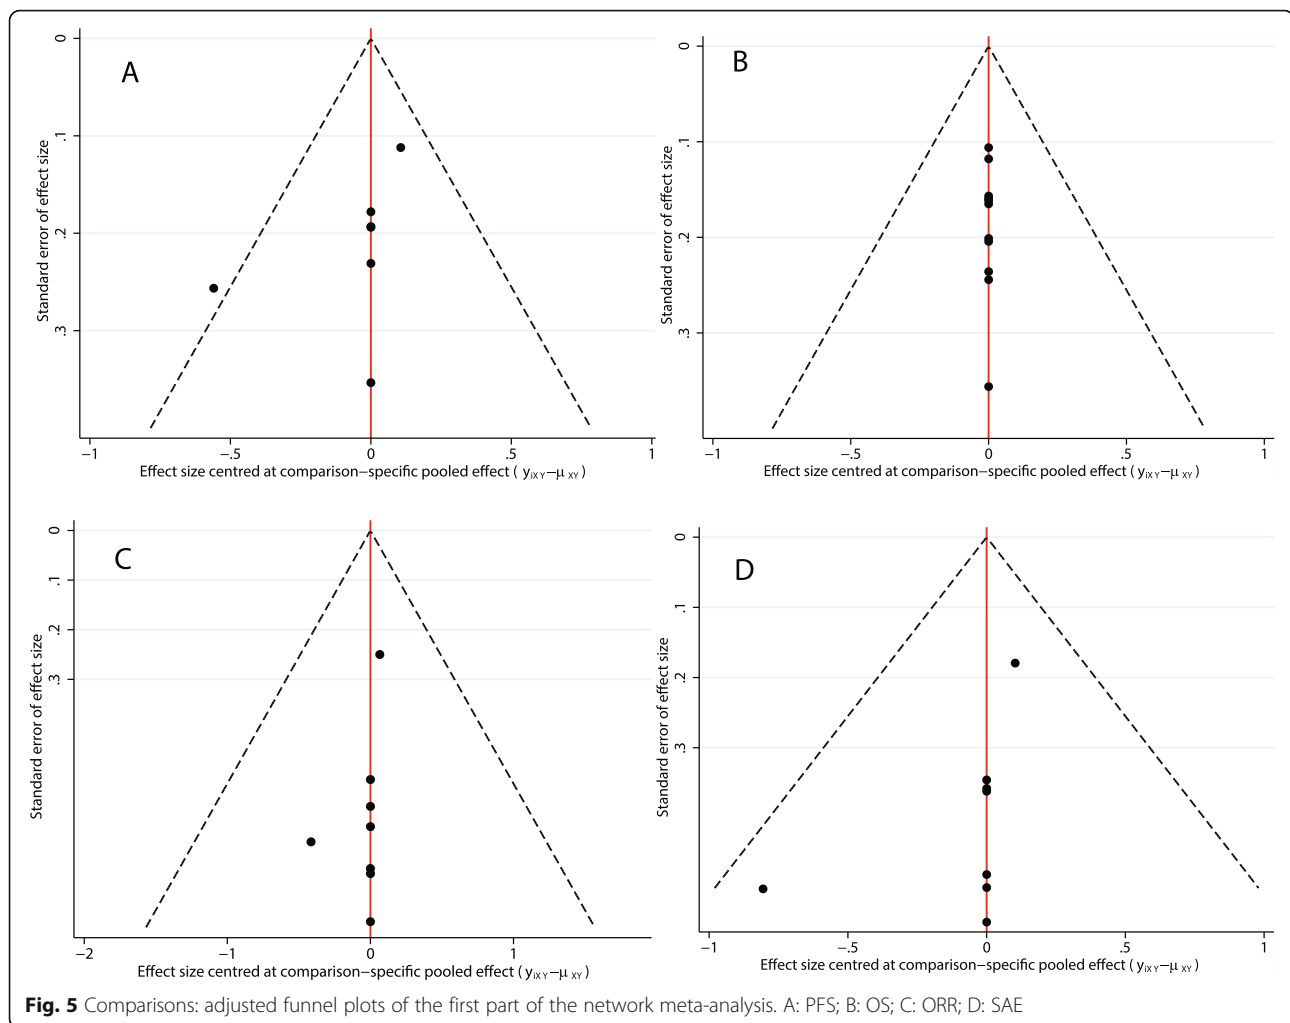 A
0
.1
.2
.3
Standard error of effect size
−1
−.5
0
.5
1
Effect size centred at comparison−specific pooled effect ( yiXY−μXY )
B
0
.1
.2
.3
Standard error of effect size
−1
−.5
0
.5
1
Effect size centred at comparison−specific pooled effect ( yiXY−μXY )
C
0
.1
.2
.3
Standard error of effect size
−2
−1
0
1
Effect size centred at comparison−specific pooled effect ( yiXY−μXY )
D
0
.1
.2
.3
Standard error of effect size
−1
−.5
0
.5
1
Effect size centred at comparison−specific pooled effect ( yiXY−μXY )
Fig. 5 Comparisons: adjusted funnel plots of the first part of the network meta-analysis. A: PFS; B: OS; C: ORR; D: SAE